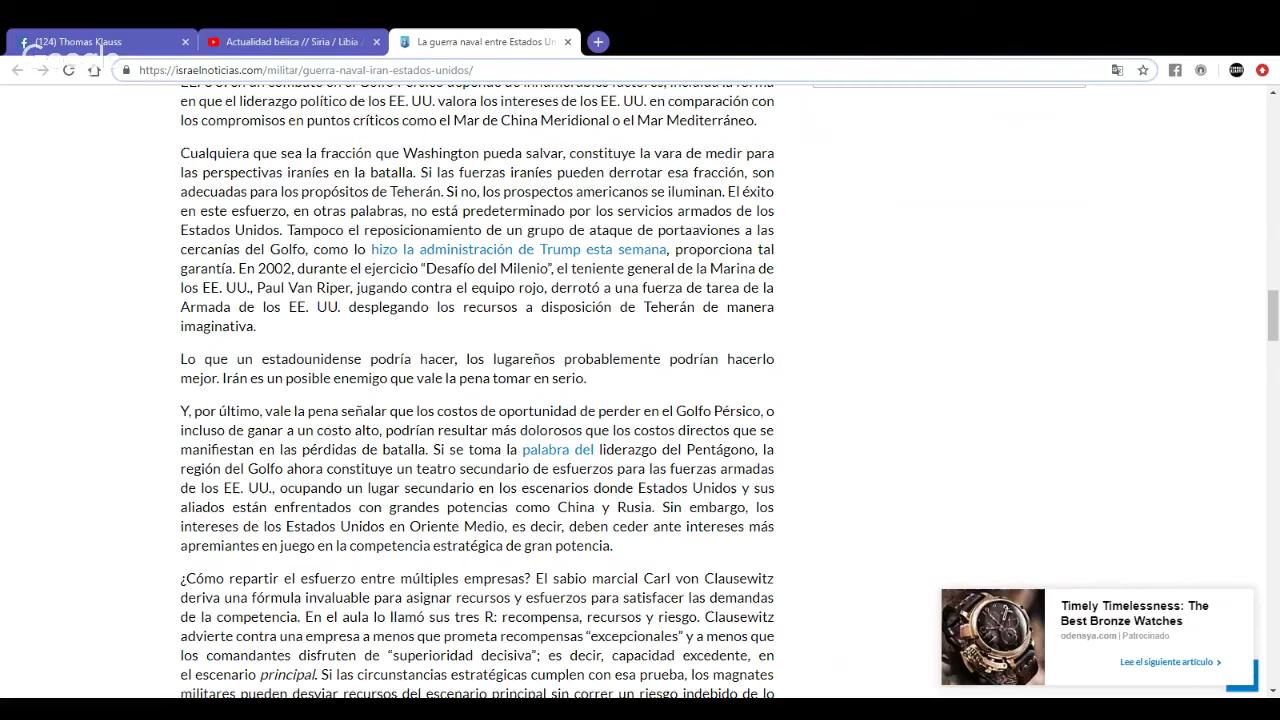 (124) Thomas Klauss
Actualidad bélica // Siria / Libia
La guerra naval entre Estados Un
Google
https://israelnoticias.com/militar/guerra-naval-iran-estados-unidos/
en que el liderazgo político de los EE. UU. valora los intereses de los EE. UU. en comparación con
los compromisos en puntos críticos como el Mar de China Meridional o el Mar Mediterráneo.
Cualquiera que sea la fracción que Washington pueda salvar, constituye la vara de medir para
las perspectivas iraníes en la batalla. Si las fuerzas iraníes pueden derrotar esa fracción, son
adecuadas para los propósitos de Teherán. Si no, los prospectos americanos se iluminan. El éxito
en este esfuerzo, en otras palabras, no está predeterminado por los servicios armados de los
Estados Unidos. Tampoco el reposicionamiento de un grupo de ataque de portaaviones a las
cercanías del Golfo, como lo hizo la administración de Trump esta semana, proporciona tal
garantía. En 2002, durante el ejercicio “Desafío del Milenio”, el teniente general de la Marina de
los EE. UU., Paul Van Riper, jugando contra el equipo rojo, derrotó a una fuerza de tarea de la
Armada de los EE. UU. desplegando los recursos a disposición de Teherán de manera
imaginativa.
Lo que un estadounidense podría hacer, los lugareños probablemente podrían hacerlo
mejor. Irán es un posible enemigo que vale la pena tomar en serio.
Y, por último, vale la pena señalar que los costos de oportunidad de perder en el Golfo Pérsico, o
incluso de ganar a un costo alto, podrían resultar más dolorosos que los costos directos que se
manifiestan en las pérdidas de batalla. Si se toma la palabra del liderazgo del Pentágono, la
región del Golfo ahora constituye un teatro secundario de esfuerzos para las fuerzas armadas
de los EE. UU., ocupando un lugar secundario en los escenarios donde Estados Unidos y sus
aliados están enfrentados con grandes potencias como China y Rusia. Sin embargo, los
intereses de los Estados Unidos en Oriente Medio, es decir, deben ceder ante intereses más
apremiantes en juego en la competencia estratégica de gran potencia.
¿Cómo repartir el esfuerzo entre múltiples empresas? El sabio marcial Carl von Clausewitz
deriva una fórmula invaluable para asignar recursos y esfuerzos para satisfacer las demandas
de la competencia. En el aula lo llamó sus tres R: recompensa, recursos y riesgo. Clausewitz
advierte contra una empresa a menos que prometa recompensas “excepcionales” y a menos que
los comandantes disfruten de “superioridad decisiva”; es decir, capacidad excedente, en
el escenario principal. Si las circunstancias estratégicas cumplen con esa prueba, los magnates
militares pueden desviar recursos del escenario principal sin correr un riesgo indebido de lo
Timely Timelessness: The
Best Bronze Watches
odensya.com | Patrocinado
Lee el siguiente artículo